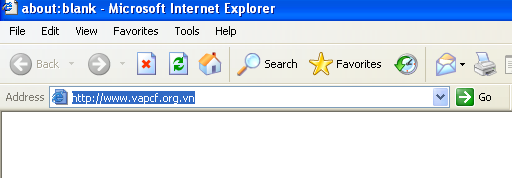 about:blank - Microsoft Internet Explorer
File Edit View Favorites Tools Help
Back Search Favorites
Address http://www.vapcf.org.vn Go